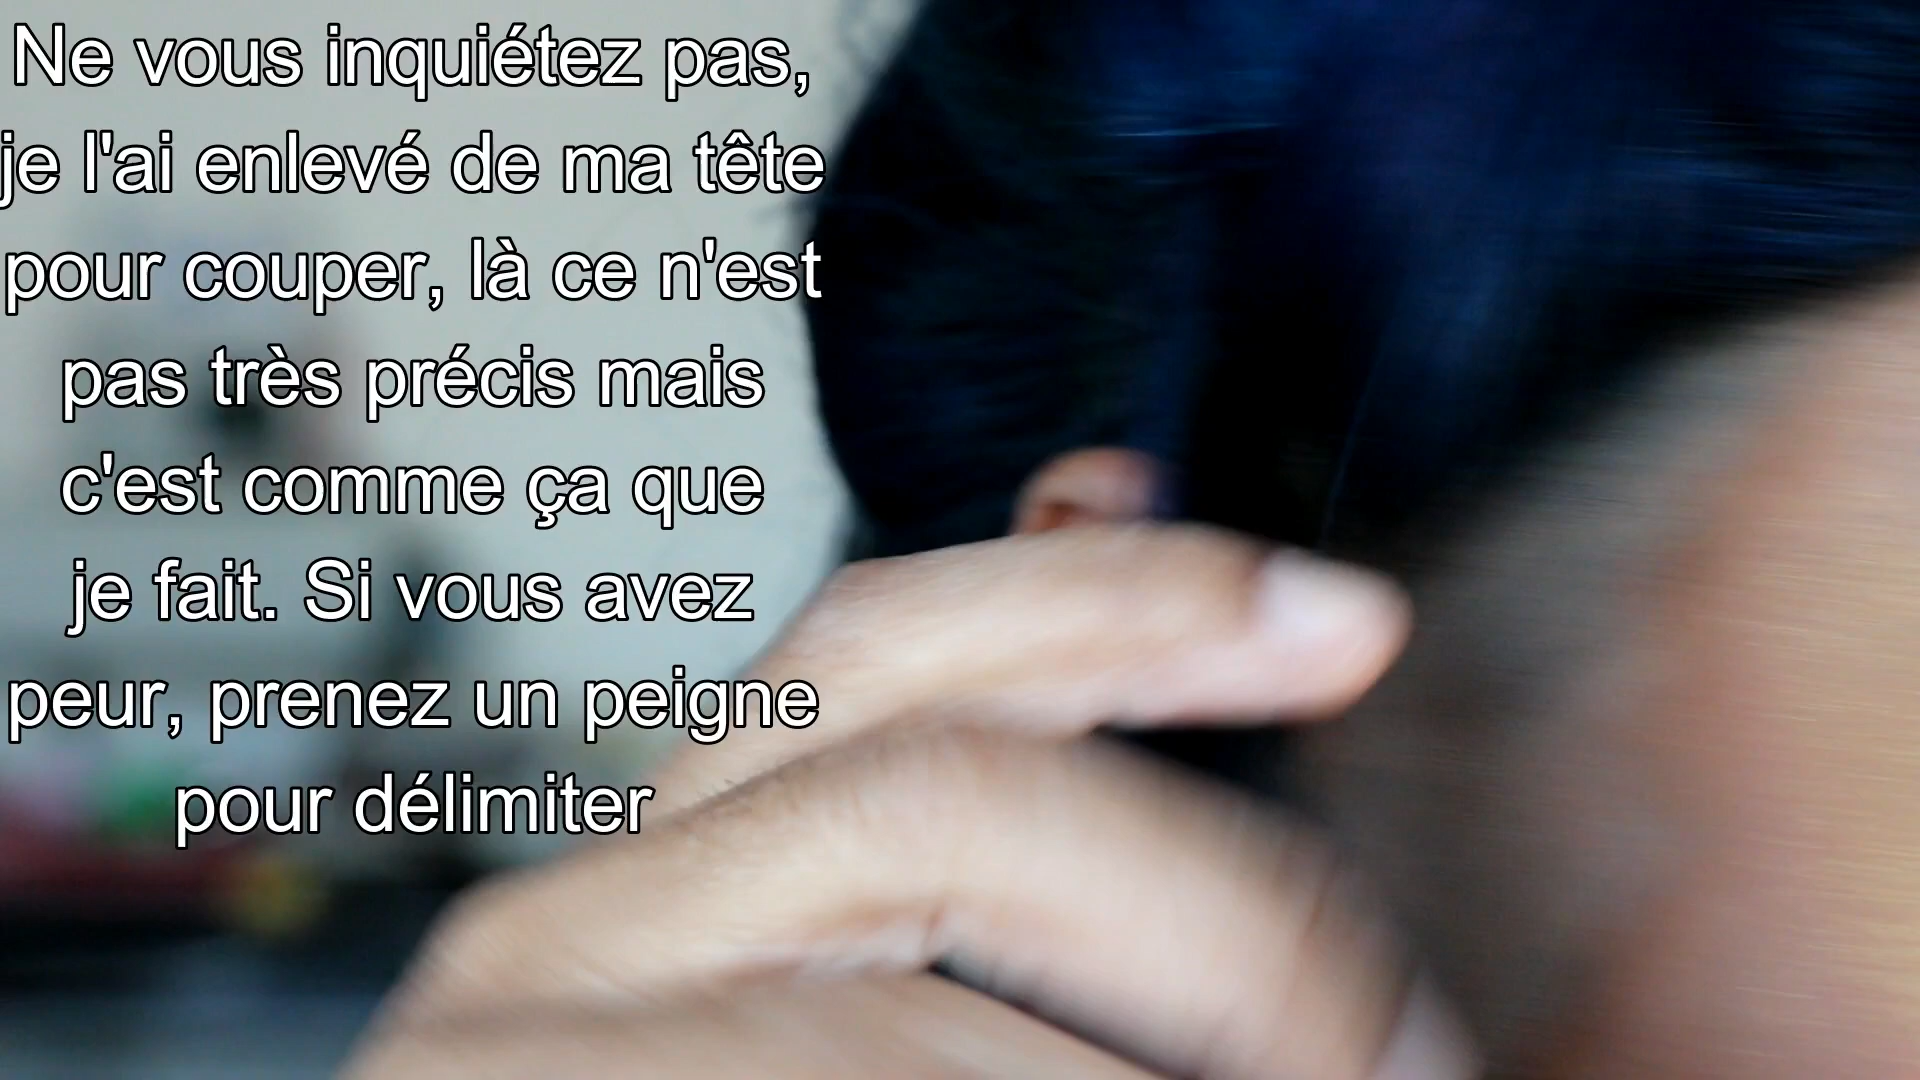 Ne vous inquiétez pas,
je l'ai enlevé de ma tête
pour couper, là ce n'est
pas très précis mais
c'est comme ça que
je fait. Si vous avez
peur, prenez un peigne
pour délimiter